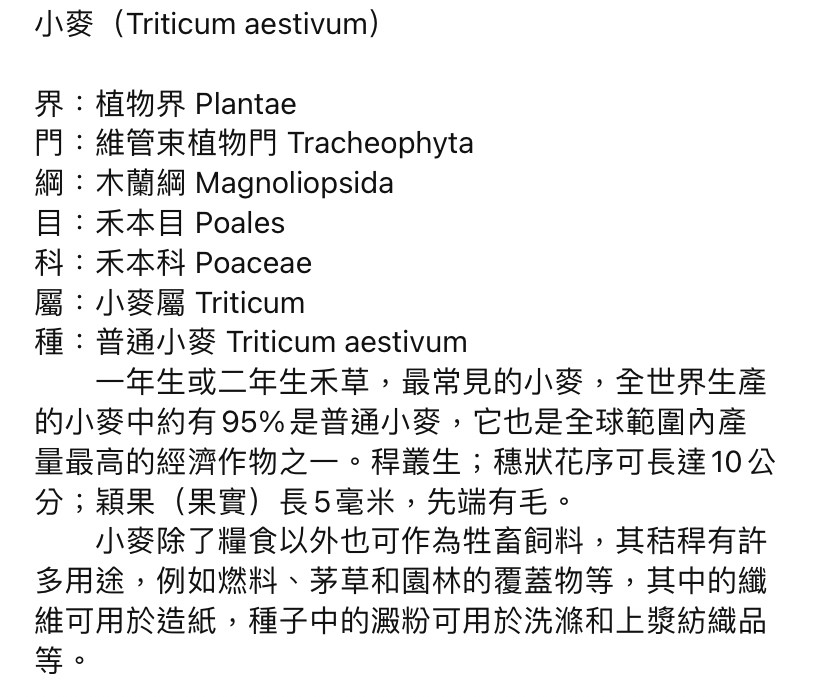 小麥（Triticum aestivum）
界：植物界 Plantae
門：維管束植物門 Tracheophyta
綱：木蘭綱 Magnoliopsida
目：禾本目 Poales
科：禾本科 Poaceae
屬：小麥屬 Triticum
種：普通小麥 Triticum aestivum
一年生或二年生禾草，最常見的小麥，全世界生產
的小麥中約有95%是普通小麥，它也是全球範圍內產
量最高的經濟作物之一。稈叢生；穗狀花序可長達10公
分；穎果（果實）長5毫米，先端有毛。
小麥除了糧食以外也可作為牲畜飼料，其秸稈有許
多用途，例如燃料、茅草和園林的覆蓋物等，其中的纖
維可用於造紙，種子中的澱粉可用於洗滌和上漿紡織品
等。